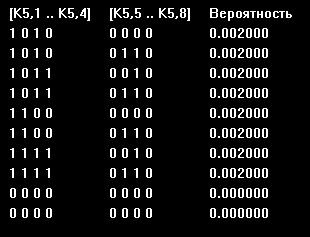 [K5,1 .. K5,4] [K5,5 .. K5,8] Вероятность
1 0 1 0 0 0 0 0 0.002000
1 0 1 0 0 1 1 0 0.002000
1 0 1 1 0 0 1 0 0.002000
1 0 1 1 0 1 1 0 0.002000
1 1 0 0 0 0 0 0 0.002000
1 1 0 0 0 1 1 0 0.002000
1 1 1 1 0 0 1 0 0.002000
1 1 1 1 0 1 1 0 0.002000
0 0 0 0 0 0 0 0 0.000000
0 0 0 0 0 0 0 0 0.000000